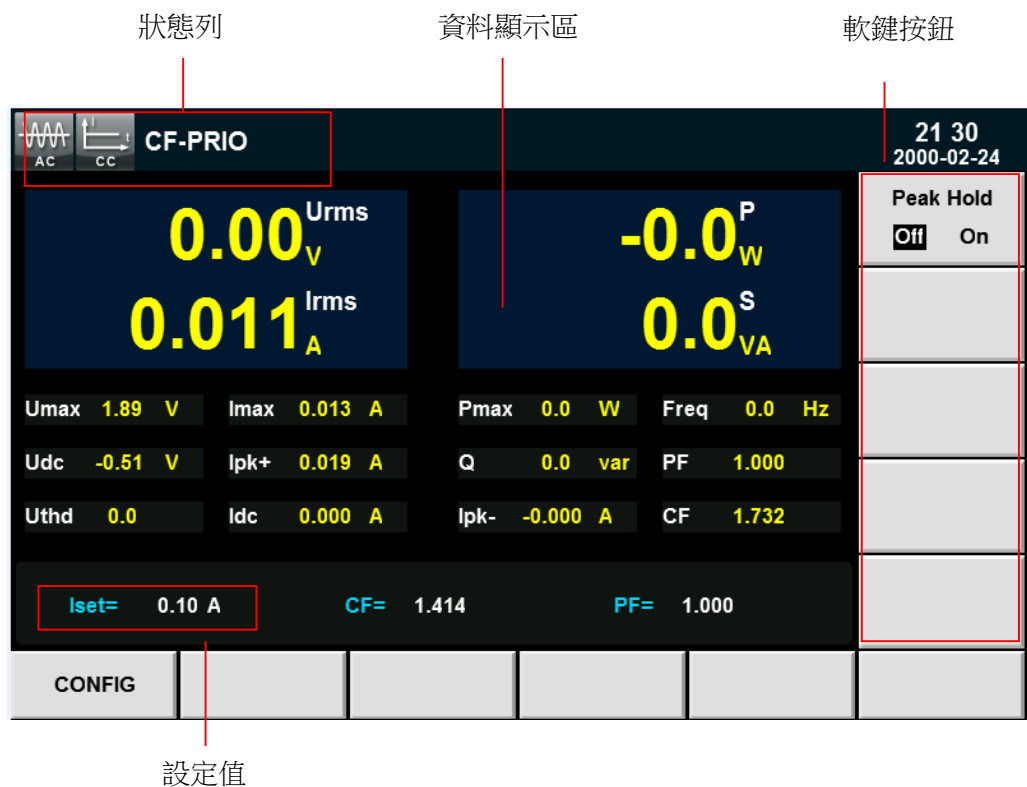 狀態列 資料顯示區 軟鍵按鈕
AC CC CF-PRIO 21 30
2000-02-24
0.00 Urms V -0.0 P W
0.011 Irms A 0.0 S VA
Peak Hold
Off On
Umax 1.89 V Imax 0.013 A Pmax 0.0 W Freq 0.0 Hz
Udc -0.51 V Ipk+ 0.019 A Q 0.0 var PF 1.000
Uthd 0.0 Idc 0.000 A Ipk- -0.000 A CF 1.732
Iset= 0.10 A CF= 1.414 PF= 1.000
CONFIG
設定值